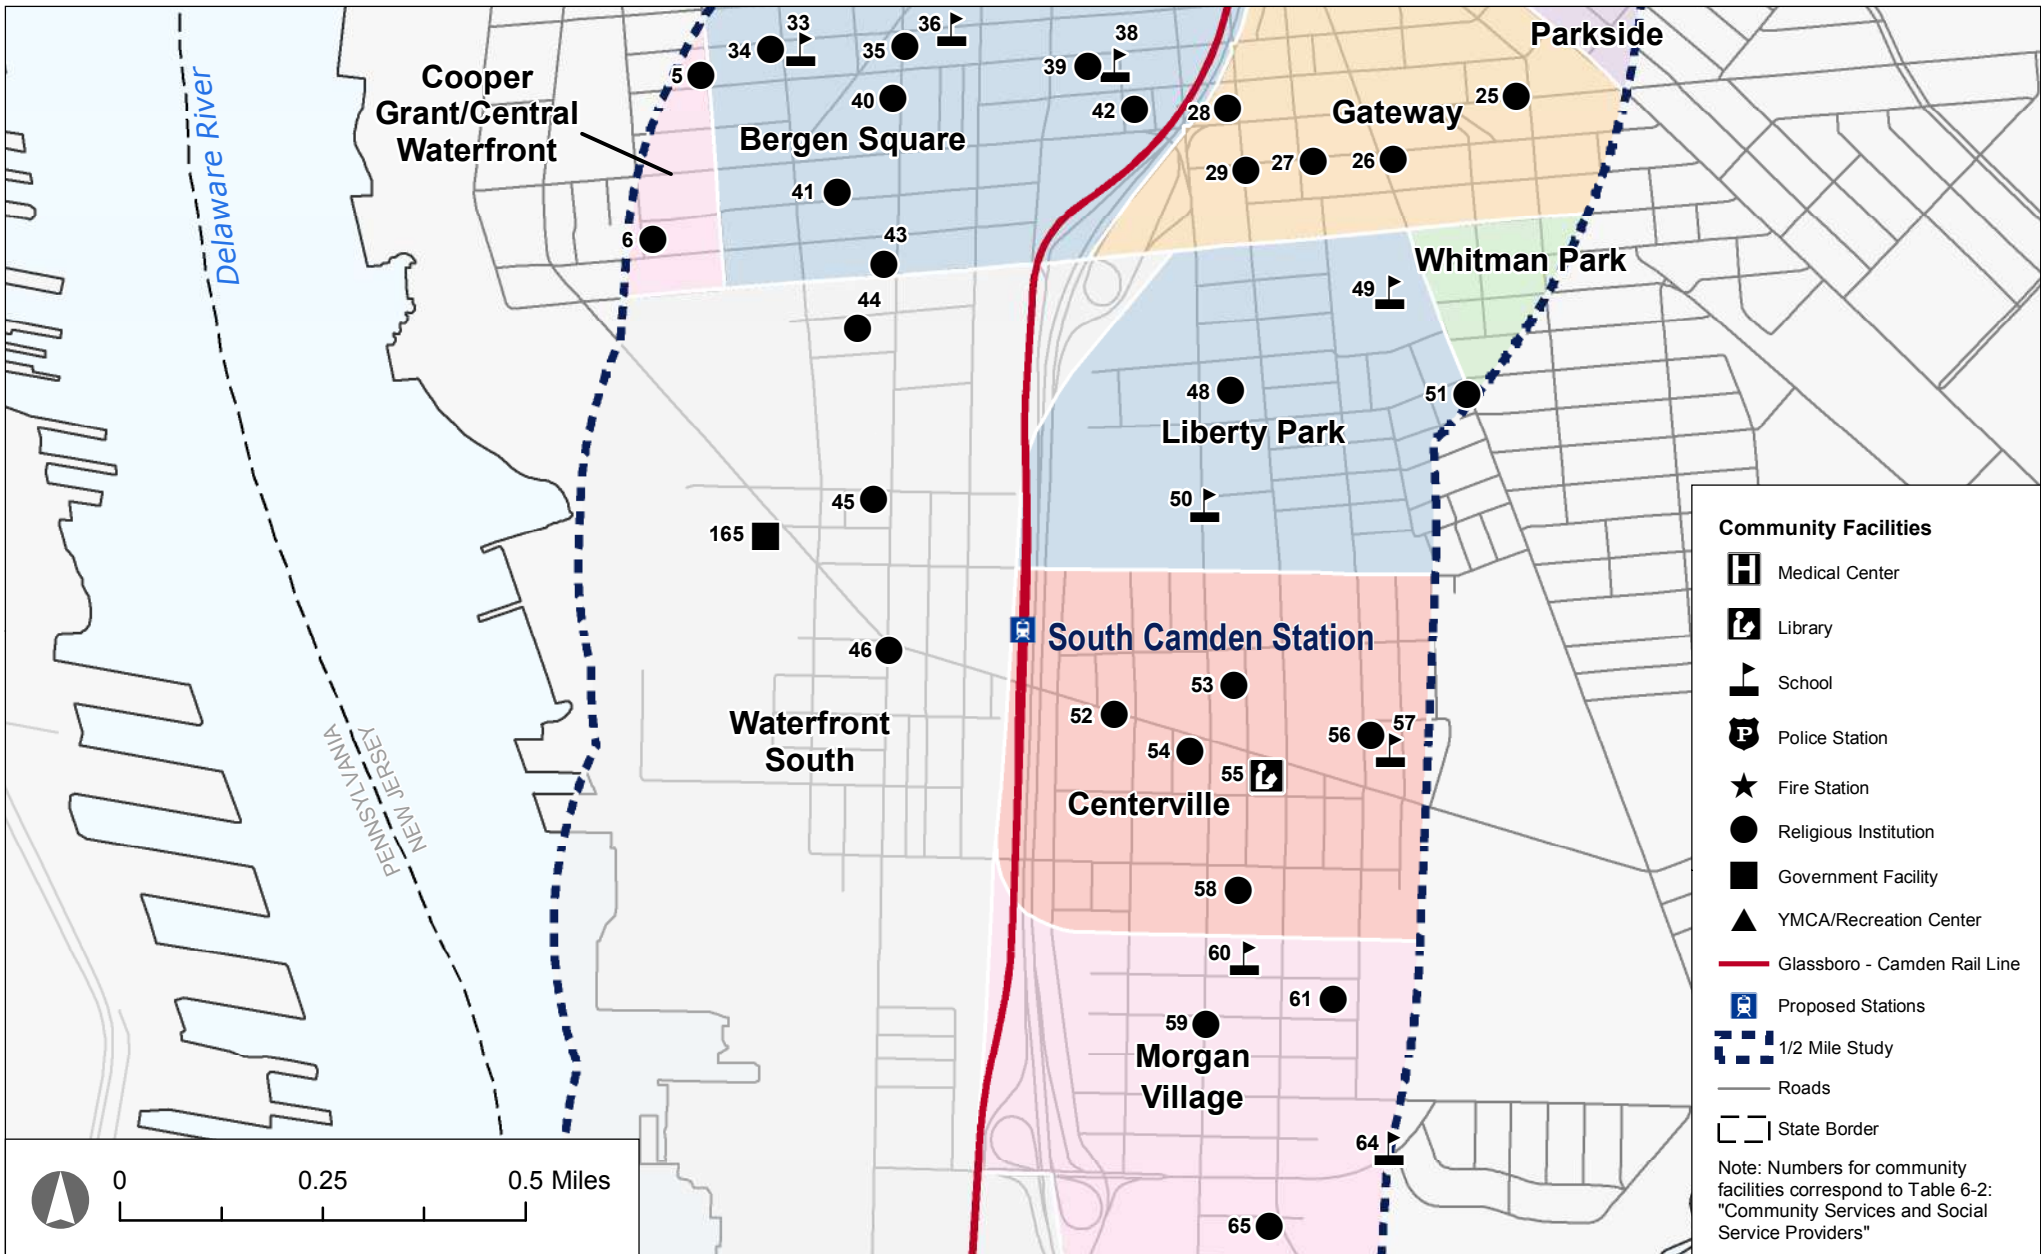 33
36
38
34
35
39
5
Cooper
Grant/Central
Waterfront
40
42
28
Bergen Square
Parkside
Gateway
25
41
29
27
26
6
43
Whitman Park
44
49
Delaware River
48
51
Liberty Park
45
50
165
46
South Camden Station
53
52
54
56
57
55
Waterfront
South
Centerville
PENNSYLVANIA
NEW JERSEY
58
60
61
59
Morgan
Village
64
65
0
0.25
0.5 Miles
Community Facilities
H
Medical Center
Library
School
P
Police Station
Fire Station
Religious Institution
Government Facility
YMCA/Recreation Center
Glassboro - Camden Rail Line
Proposed Stations
1/2 Mile Study
Roads
State Border
Note: Numbers for community
facilities correspond to Table 6-2:
"Community Services and Social
Service Providers"